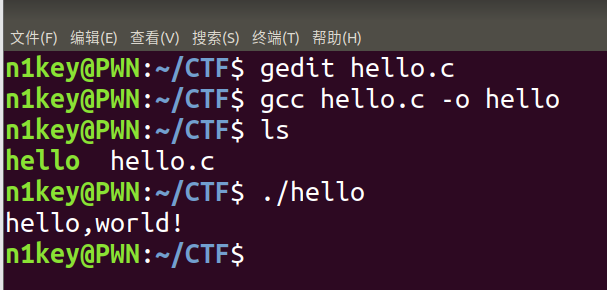 文件(F) 编辑(E) 查看(V) 搜索(S) 终端(T) 帮助(H)
n1key@PWN:~/CTF$ gedit hello.c
n1key@PWN:~/CTF$ gcc hello.c -o hello
n1key@PWN:~/CTF$ ls
hello  hello.c
n1key@PWN:~/CTF$ ./hello
hello,world!
n1key@PWN:~/CTF$